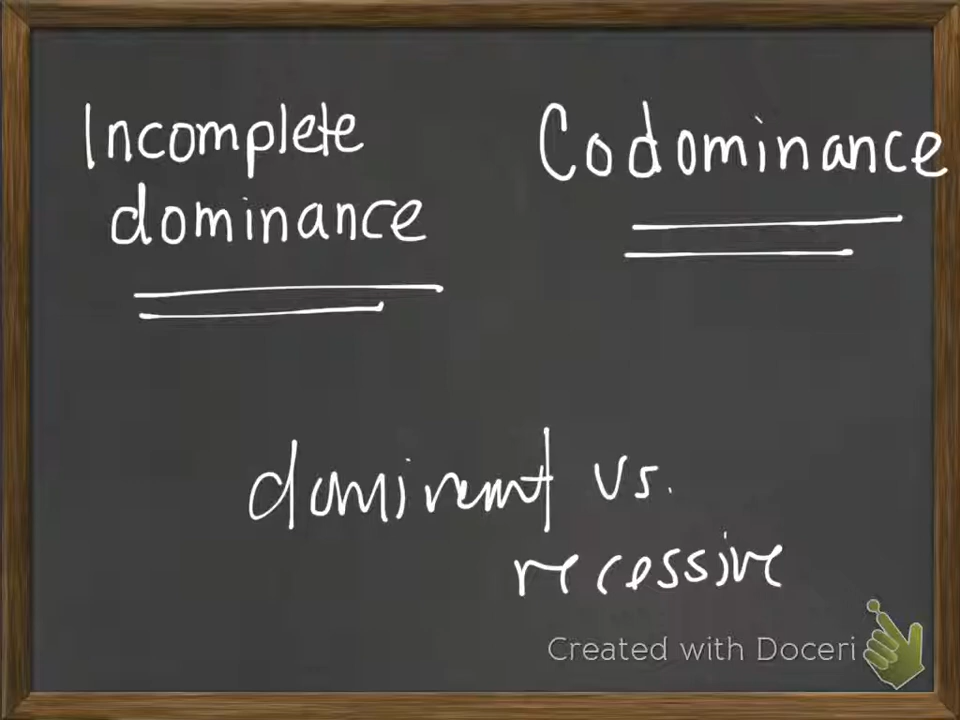 Incomplete
dominance
Codominance
dominant vs.
recessive
Created with Doceri